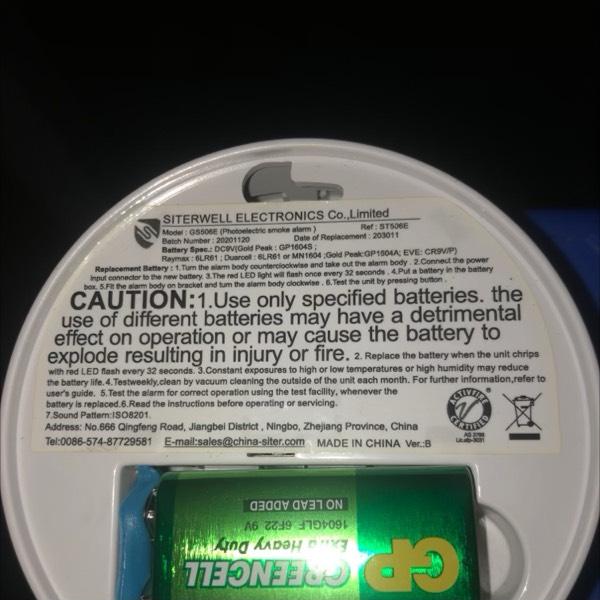 SITERWELL ELECTRONICS Co.,Limited
Model : GS506E (Photoelectric smoke alarm ) Ref : ST506E
Batch Number : 20201120 Date of Replacement : 203011
Battery Spec.: DC9V(Gold Peak : GP1604S ;
Raymax : 6LR61 ; Duarcell : 6LR61 or MN1604 ;Gold Peak:GP1604A; EVE: CR9V/P)
Replacement Battery : 1.Turn the alarm body counterclockwise and take out the alarm body . 2.Connect the power
input connector to the new battery . 3.The red LED light will flash once every 32 seconds . 4.Put a battery in the battery
box. 5.Fit the alarm body on bracket and turn the alarm body clockwise . 6.Test the unit by pressing button .
CAUTION:1.Use only specified batteries. the
use of different batteries may have a detrimental
effect on operation or may cause the battery to
explode resulting in injury or fire. 2. Replace the battery when the unit chrips
with red LED flash every 32 seconds. 3.Constant exposures to high or low temperatures or high humidity may reduce
the battery life. 4.Testweekly,clean by vacuum cleaning the outside of the unit each month. For further information,refer to
user's guide. 5.Test the alarm for correct operation using the test facility, whenever the
battery is replaced.6.Read the instructions before operating or servicing.
7.Sound Pattern:ISO8201.
Address: No.666 Qingfeng Road, Jiangbei District , Ningbo, Zhejiang Province, China
Tel:0086-574-87729581 E-mail:sales@china-siter.com MADE IN CHINA Ver.:B
ACTIVFIRE
CERTIFIED
AS 3786
NO LEAD ADDED
1604GLF 6F22 9V
Extra Heavy Duty
GP GREENCELL